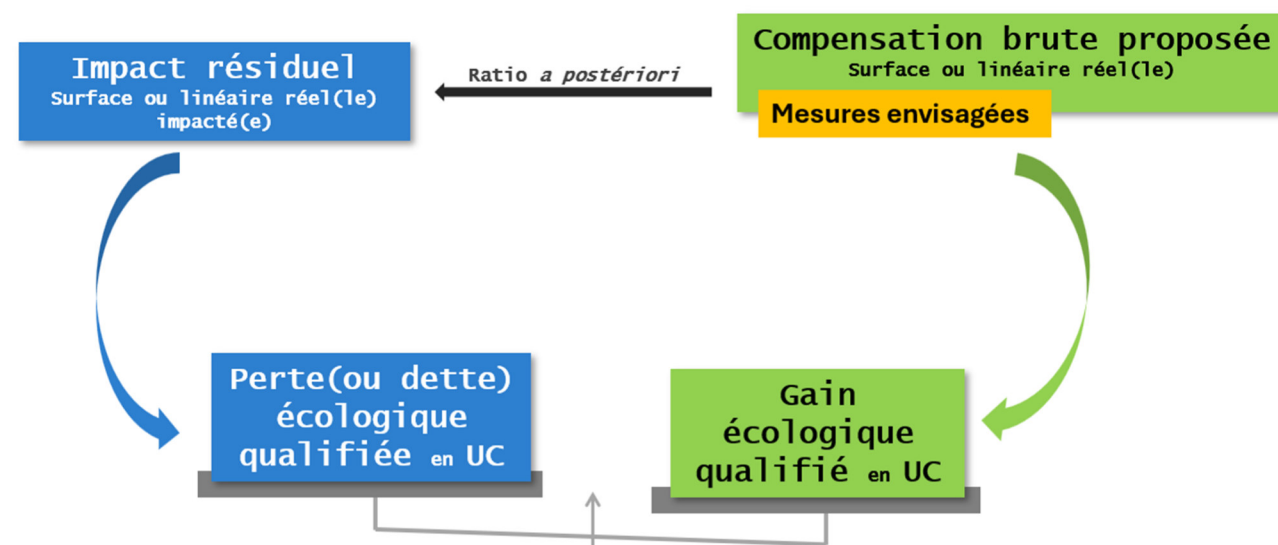 Impact résiduel
Surface ou linéaire réel(le)
impacté(e)
Ratio a postériori
Compensation brute proposée
Surface ou linéaire réel(le)
Mesures envisagées
Perte(ou dette)
écologique
qualifiée en UC
Gain
écologique
qualifié en UC